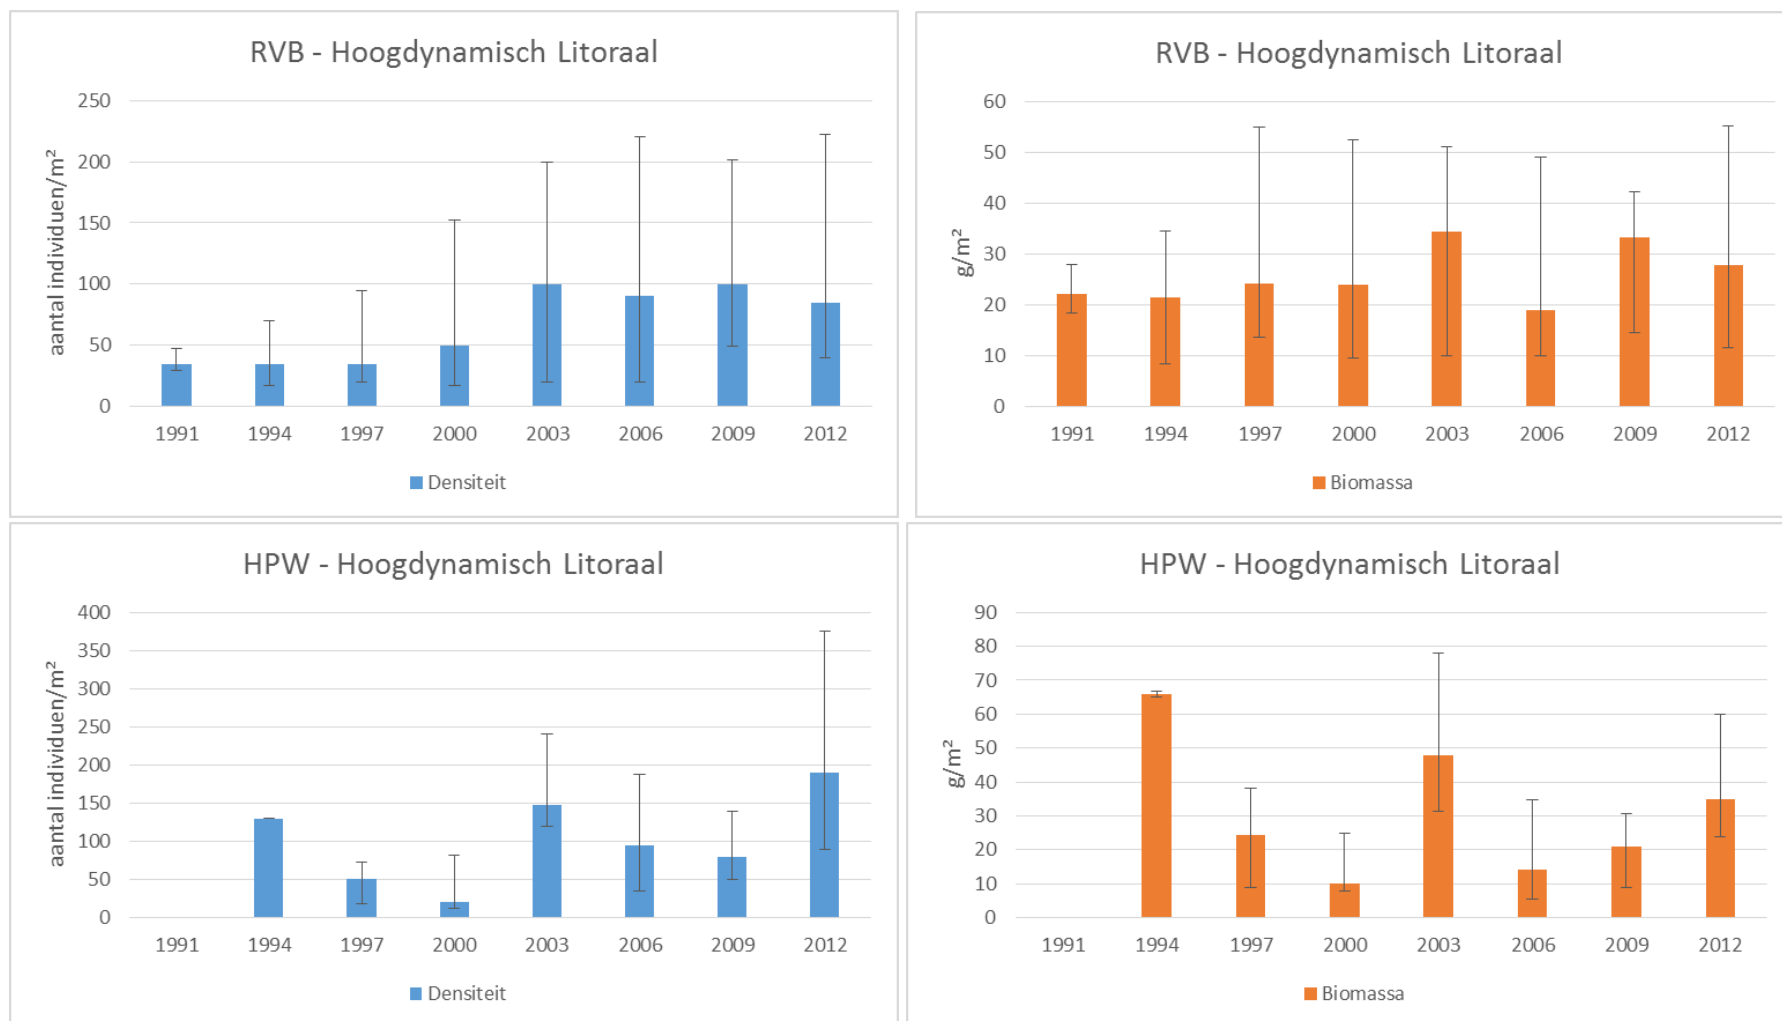 RVB - Hoogdynamisch Litoraal
aantal individuen/m²
250
200
150
100
50
0
1991 1994 1997 2000 2003 2006 2009 2012
Densiteit
RVB - Hoogdynamisch Litoraal
g/m²
60
50
40
30
20
10
0
1991 1994 1997 2000 2003 2006 2009 2012
Biomassa
HPW - Hoogdynamisch Litoraal
aantal individuen/m²
400
350
300
250
200
150
100
50
0
1991 1994 1997 2000 2003 2006 2009 2012
Densiteit
HPW - Hoogdynamisch Litoraal
g/m²
90
80
70
60
50
40
30
20
10
0
1991 1994 1997 2000 2003 2006 2009 2012
Biomassa